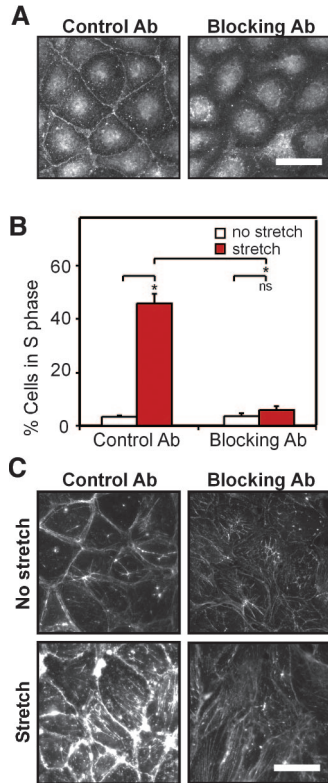 A
Control Ab Blocking Ab
B
no stretch
stretch
*
* ns
% Cells in S phase
60
40
20
0
Control Ab Blocking Ab
C
Control Ab Blocking Ab
No stretch
Stretch